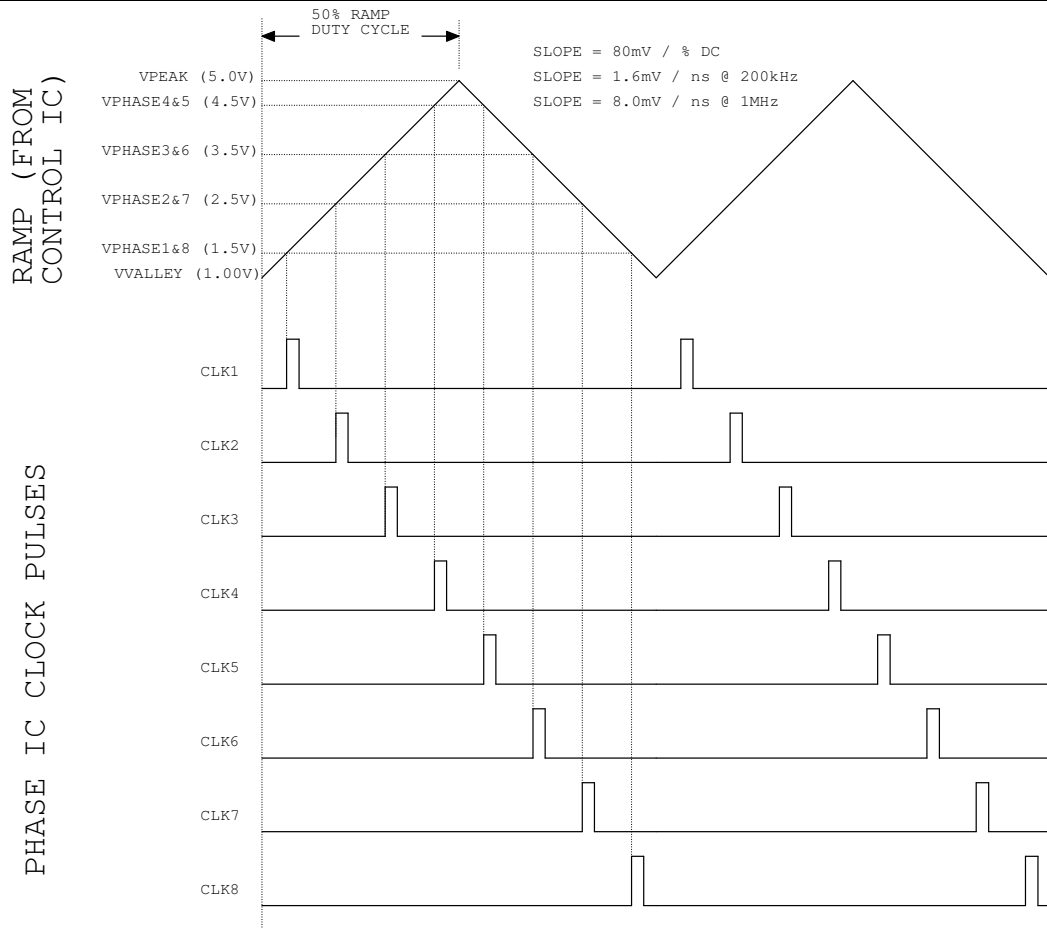 50% RAMP
DUTY CYCLE
SLOPE = 80mV / % DC
SLOPE = 1.6mV / ns @ 200kHz
SLOPE = 8.0mV / ns @ 1MHz
RAMP (FROM
CONTROL IC)
VPEAK (5.0V)
VPHASE4&5 (4.5V)
VPHASE3&6 (3.5V)
VPHASE2&7 (2.5V)
VPHASE1&8 (1.5V)
VVALLEY (1.00V)
PHASE IC CLOCK PULSES
CLK1
CLK2
CLK3
CLK4
CLK5
CLK6
CLK7
CLK8